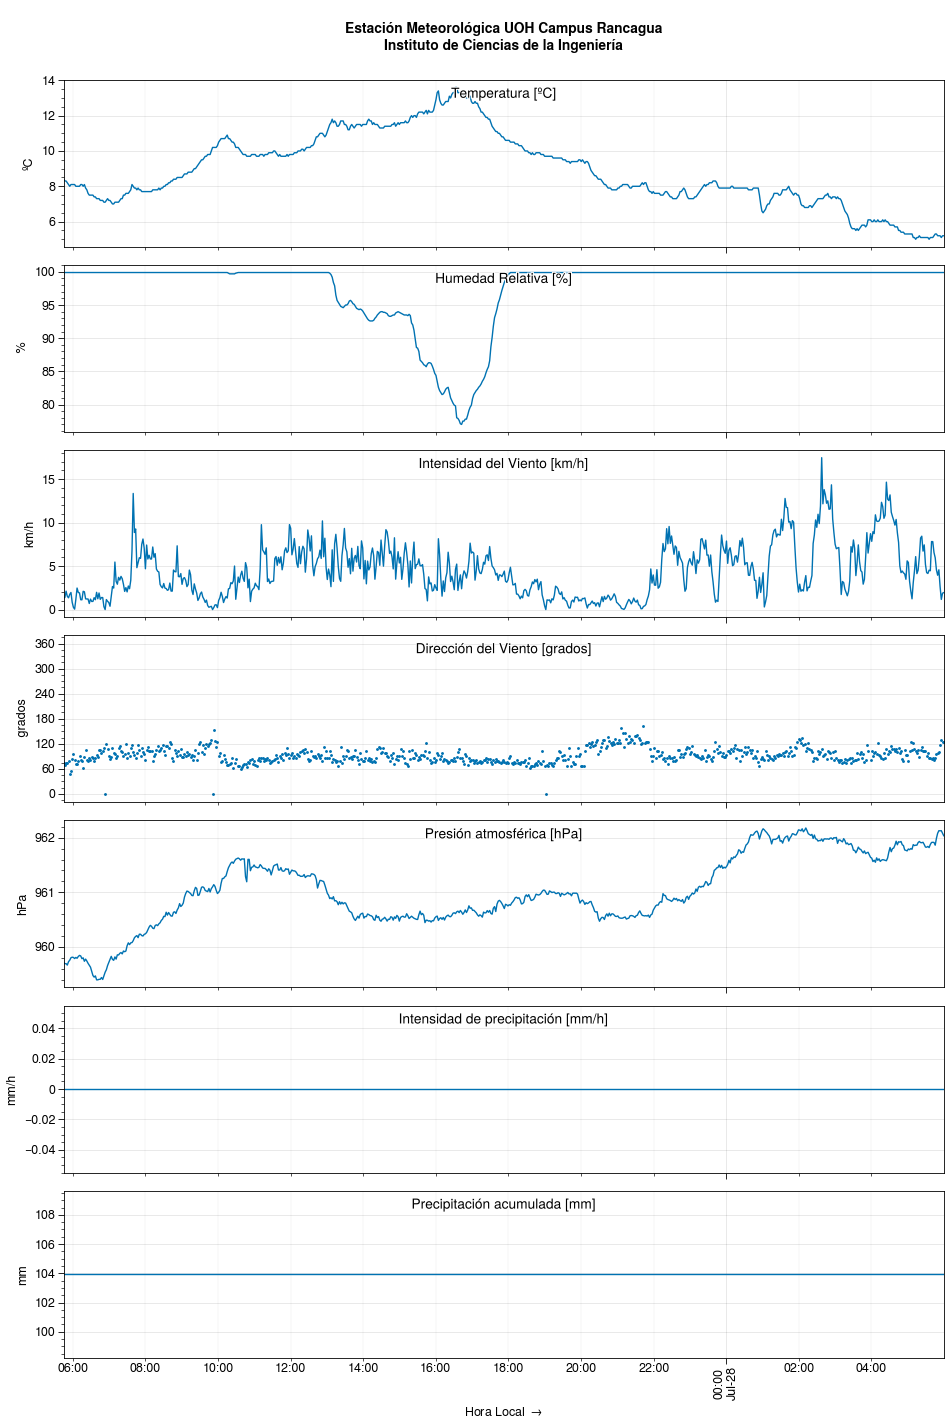 Estación Meteorológica UOH Campus Rancagua
Instituto de Ciencias de la Ingeniería
Temperatura [ºC]
ºC
14
12
10
8
6
Humedad Relativa [%]
%
100
95
90
85
80
Intensidad del Viento [km/h]
km/h
15
10
5
0
Dirección del Viento [grados]
grados
360
300
240
180
120
60
0
Presión atmosférica [hPa]
hPa
962
961
960
Intensidad de precipitación [mm/h]
mm/h
0.04
0.02
0
−0.02
−0.04
Precipitación acumulada [mm]
mm
108
106
104
102
100
06:00 08:00 10:00 12:00 14:00 16:00 18:00 20:00 22:00 00:00 02:00 04:00
Jul-28
Hora Local →